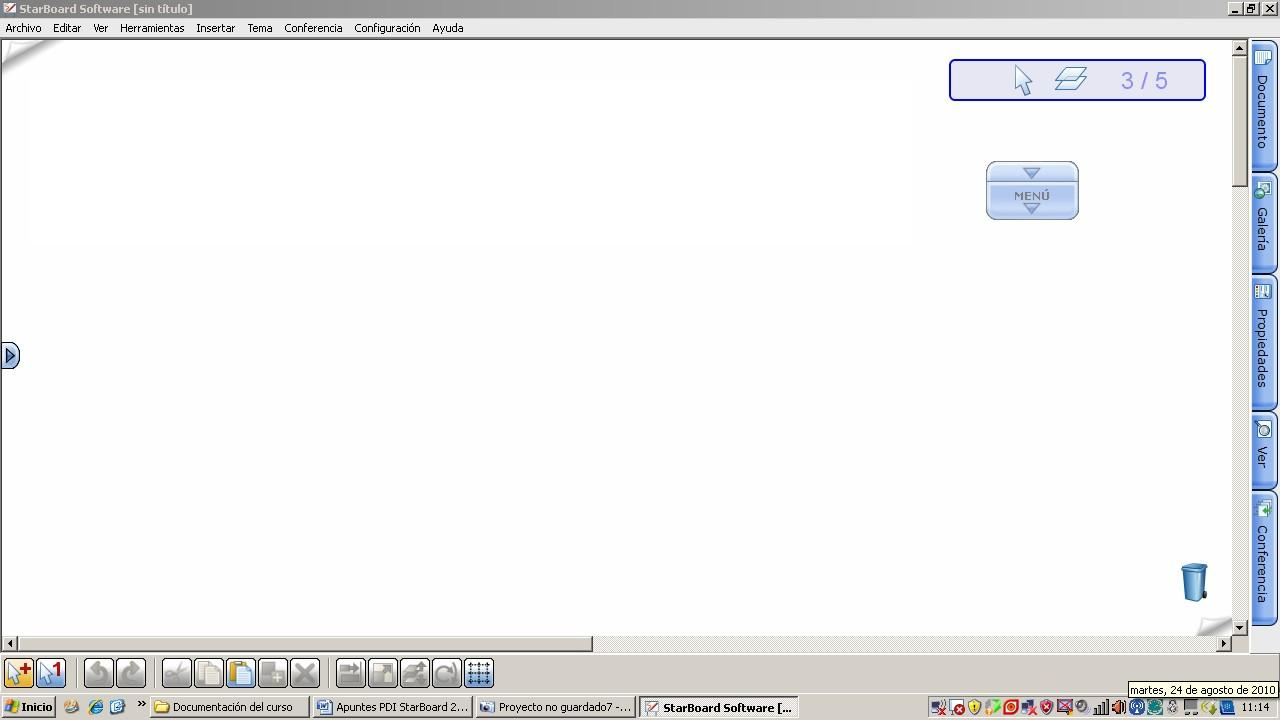 StarBoard Software [sin título]
Archivo Editar Ver Herramientas Insertar Tema Conferencia Configuración Ayuda
3 / 5
MENÚ
Documento
Galería
Propiedades
Ver
Conferencia
1
martes, 24 de agosto de 2010
Inicio » Documentación del curso Apuntes PDI StarBoard 2... Proyecto no guardado7 -... StarBoard Software [... 11:14